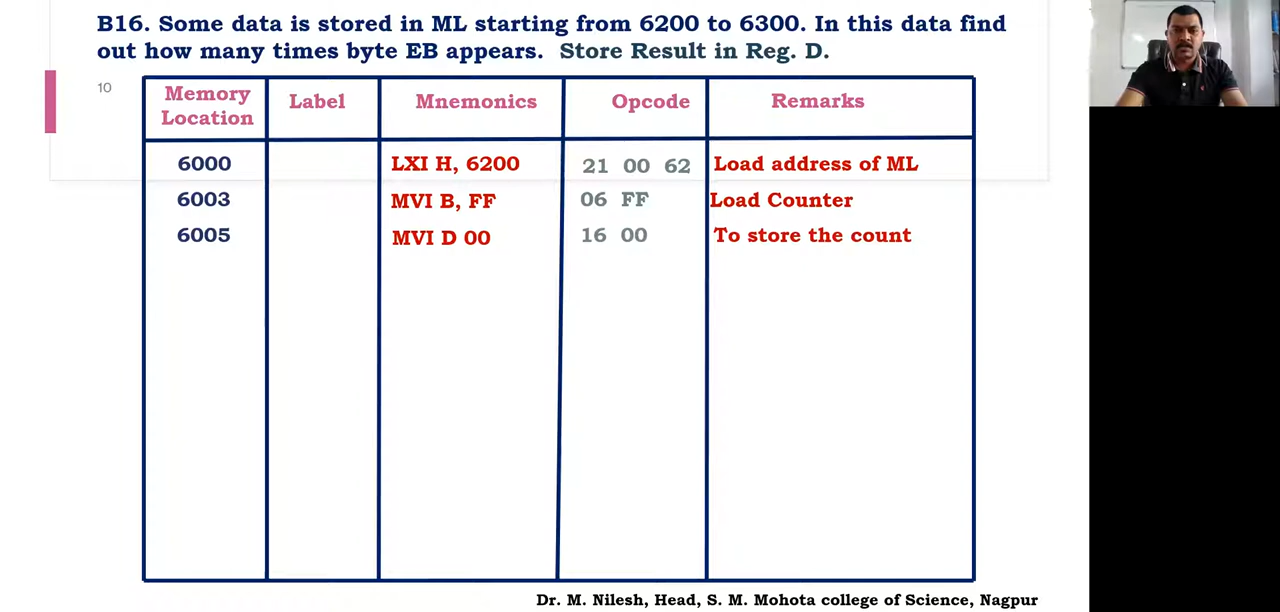 B16. Some data is stored in ML starting from 6200 to 6300. In this data find
out how many times byte EB appears. Store Result in Reg. D.
10
Memory Location Label Mnemonics Opcode Remarks
6000 LXI H, 6200 21 00 62 Load address of ML
6003 MVI B, FF 06 FF Load Counter
6005 MVI D 00 16 00 To store the count
Dr. M. Nilesh, Head, S. M. Mohota college of Science, Nagpur